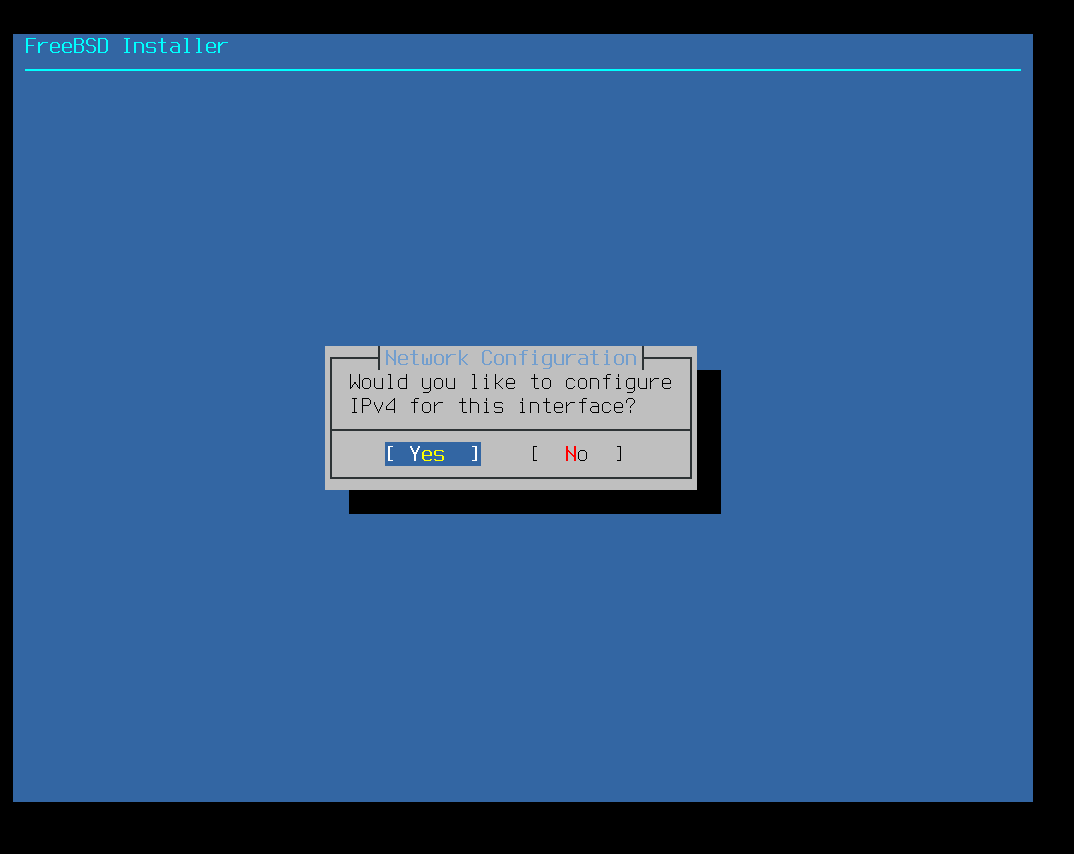 FreeBSD Installer
Network Configuration
Would you like to configure
IPv4 for this interface?
[ Yes ] [ No ]